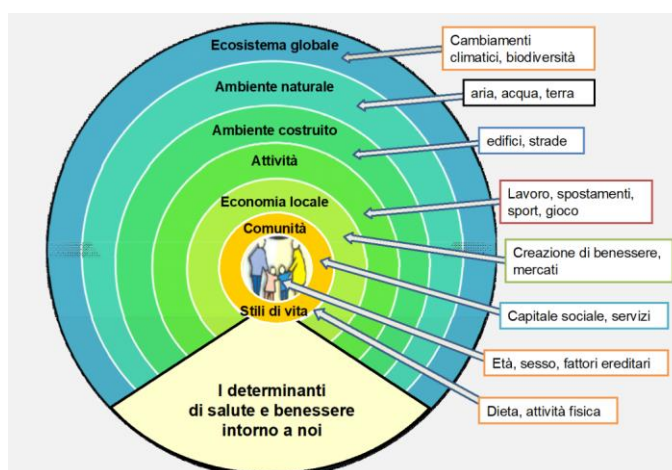 Ecosistema globale
Ambiente naturale
Ambiente costruito
Attività
Economia locale
Comunità
Stili di vita
I determinanti
di salute e benessere
intorno a noi
Cambiamenti
climatici, biodiversità
aria, acqua, terra
edifici, strade
Lavoro, spostamenti,
sport, gioco
Creazione di benessere,
mercati
Capitale sociale, servizi
Età, sesso, fattori ereditari
Dieta, attività fisica